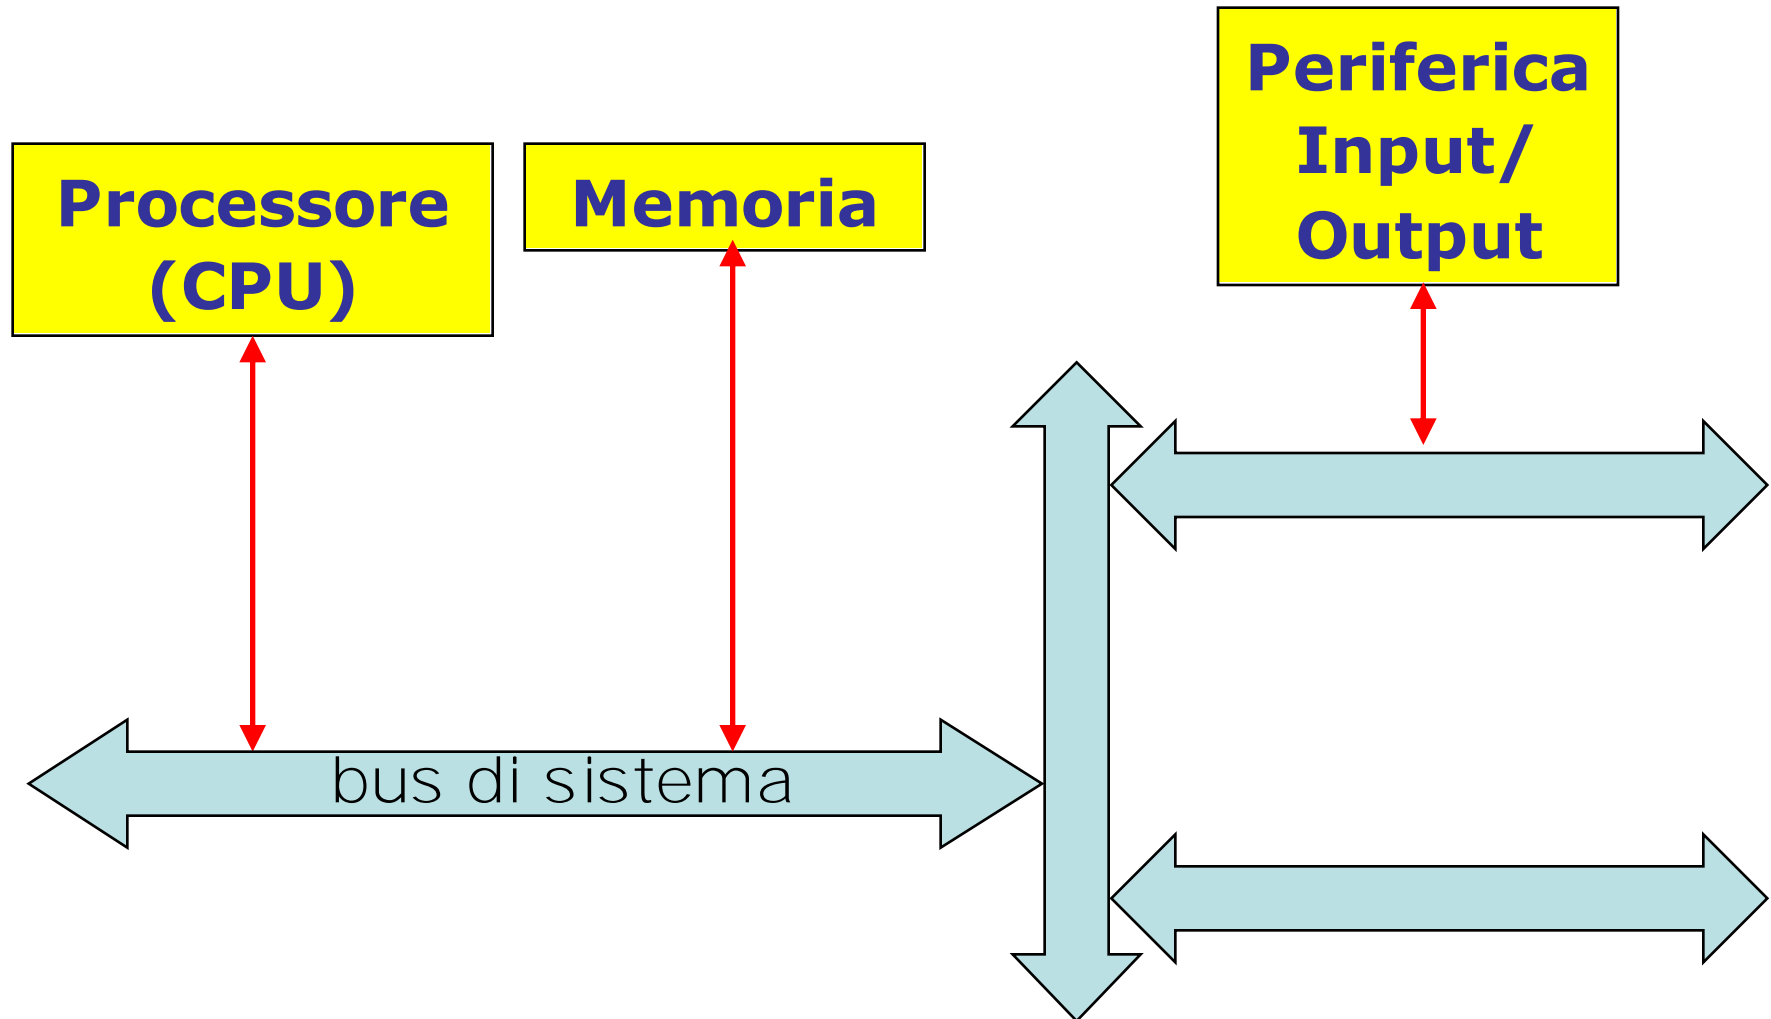 Processore
(CPU)
Memoria
Periferica
Input/
Output
bus di sistema